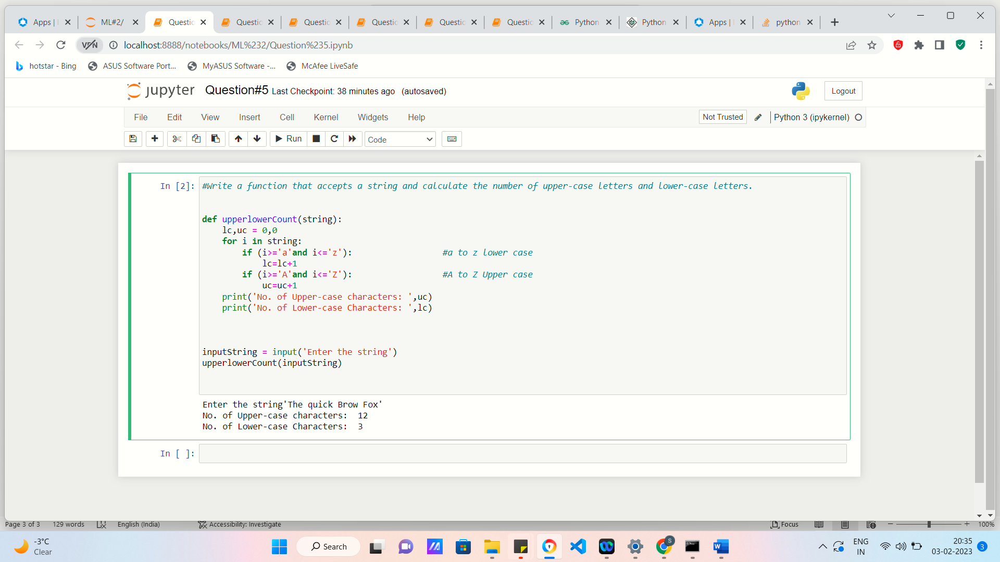 Apps |
ML#2/
Questic
Questic
Questic
Questic
Questic
Questic
Python
Python
Apps |
python
VPN
localhost:8888/notebooks/ML%232/Question%235.ipynb
hotstar - Bing
ASUS Software Port...
MyASUS Software -...
McAfee LiveSafe
jupyter Question#5 Last Checkpoint: 38 minutes ago (autosaved)
Logout
File Edit View Insert Cell Kernel Widgets Help
Not Trusted
Python 3 (ipykernel)
Run
Code
In [2]:
#Write a function that accepts a string and calculate the number of upper-case letters and lower-case letters.
def upperlowerCount(string):
    lc,uc = 0,0
    for i in string:
        if (i>='a'and i<='z'):                  #a to z lower case
            lc=lc+1
        if (i>='A'and i<='Z'):                  #A to Z Upper case
            uc=uc+1
    print('No. of Upper-case characters: ',uc)
    print('No. of Lower-case Characters: ',lc)
inputString = input('Enter the string')
upperlowerCount(inputString)
Enter the string'The quick Brow Fox'
No. of Upper-case characters:  12
No. of Lower-case Characters:  3
In [ ]:
Page 3 of 3 129 words English (India) Accessibility: Investigate
Focus
100%
-3°C
Clear
Search
S
ENG
IN
20:35
03-02-2023
3